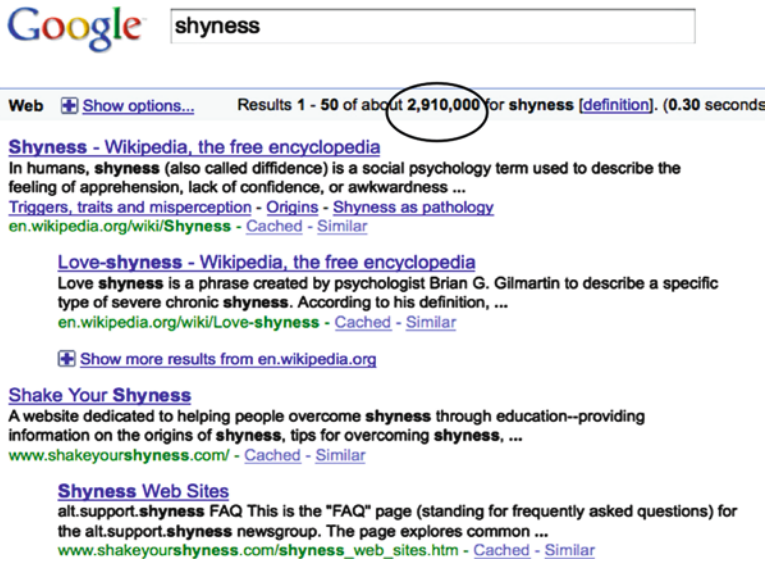 Google shyness
Web Show options... Results 1 - 50 of about 2,910,000 for shyness [definition]. (0.30 seconds
Shyness - Wikipedia, the free encyclopedia
In humans, shyness (also called diffidence) is a social psychology term used to describe the
feeling of apprehension, lack of confidence, or awkwardness ...
Triggers, traits and misperception - Origins - Shyness as pathology
en.wikipedia.org/wiki/Shyness - Cached - Similar
Love-shyness - Wikipedia, the free encyclopedia
Love shyness is a phrase created by psychologist Brian G. Gilmartin to describe a specific
type of severe chronic shyness. According to his definition, ...
en.wikipedia.org/wiki/Love-shyness - Cached - Similar
Show more results from en.wikipedia.org
Shake Your Shyness
A website dedicated to helping people overcome shyness through education--providing
information on the origins of shyness, tips for overcoming shyness, ...
www.shakeyourshyness.com/ - Cached - Similar
Shyness Web Sites
alt.support.shyness FAQ This is the "FAQ" page (standing for frequently asked questions) for
the alt.support.shyness newsgroup. The page explores common ...
www.shakeyourshyness.com/shyness_web_sites.htm - Cached - Similar